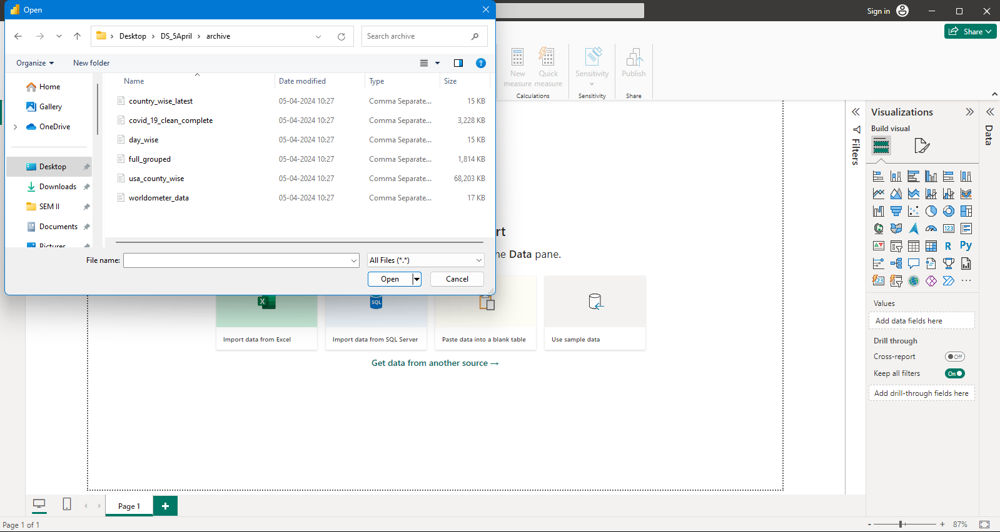 Open
Sign in
Desktop > DS_5April > archive
Search archive
Share
Organize
New folder
Name
Date modified
Type
Size
Home
Gallery
OneDrive
Desktop
Downloads
SEM II
Documents
Pictures
country_wise_latest 05-04-2024 10:27 Comma Separate... 15 KB
covid_19_clean_complete 05-04-2024 10:27 Comma Separate... 3,228 KB
day_wise 05-04-2024 10:27 Comma Separate... 15 KB
full_grouped 05-04-2024 10:27 Comma Separate... 1,814 KB
usa_county_wise 05-04-2024 10:27 Comma Separate... 68,203 KB
worldometer_data 05-04-2024 10:27 Comma Separate... 17 KB
File name:
All Files (*.*)
Open
Cancel
New measure
Quick measure
Sensitivity
Publish
Calculations
Sensitivity
Share
rt
he Data pane.
X
SQL
Import data from Excel
Import data from SQL Server
Paste data into a blank table
Use sample data
Get data from another source →
Filters
Visualizations
Build visual
123
R
Py
123
...
Values
Add data fields here
Drill through
Cross-report
Off
Keep all filters
On
Add drill-through fields here
Data
Page 1
+
Page 1 of 1
- + 87%